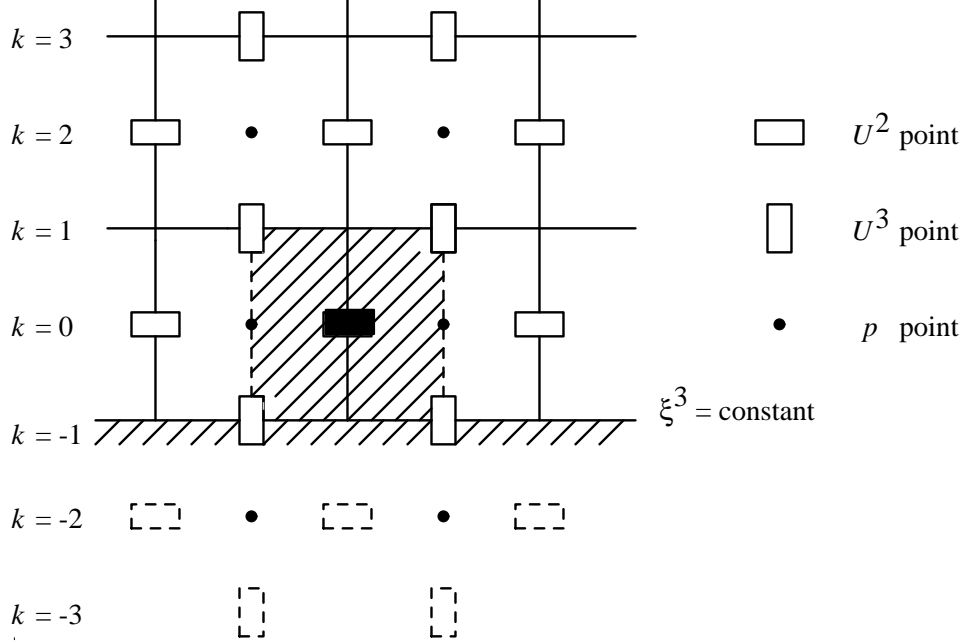 k = 3
k = 2
U² point
k = 1
U³ point
k = 0
p point
ξ³ = constant
k = -1
k = -2
k = -3